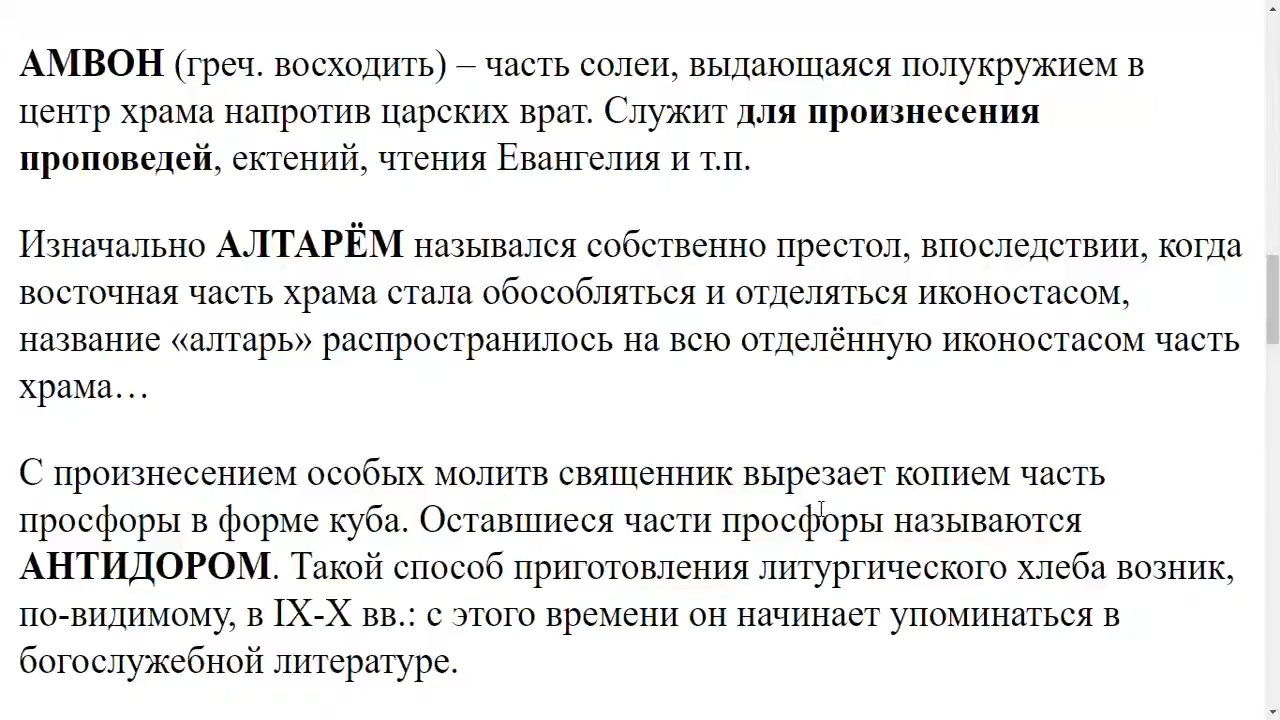 АМВОН (греч. восходить) – часть солеи, выдающаяся полукружием в
центр храма напротив царских врат. Служит для произнесения
проповедей, ектений, чтения Евангелия и т.п.
Изначально АЛТАРЁМ назывался собственно престол, впоследствии, когда
восточная часть храма стала обособляться и отделяться иконостасом,
название «алтарь» распространилось на всю отделённую иконостасом часть
храма…
С произнесением особых молитв священник вырезает копием часть
просфоры в форме куба. Оставшиеся части просфоры называются
АНТИДОРОМ. Такой способ приготовления литургического хлеба возник,
по-видимому, в IX-X вв.: с этого времени он начинает упоминаться в
богослужебной литературе.